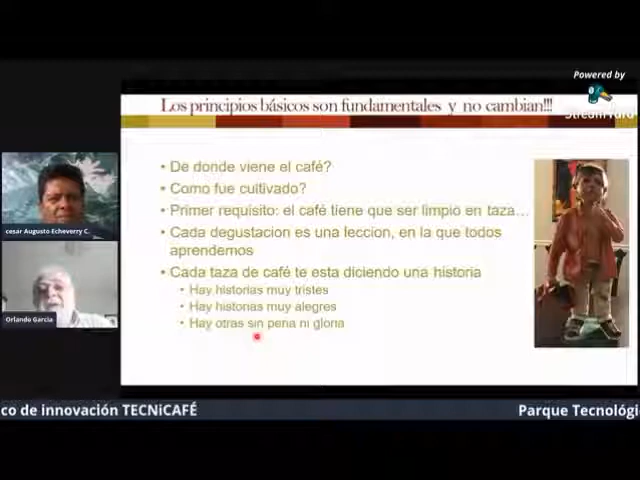 Powered by
StreamYard
Los principios básicos son fundamentales y no cambian!!!
• De donde viene el café?
• Como fue cultivado?
• Primer requisito: el café tiene que ser limpio en taza...
• Cada degustacion es una leccion, en la que todos
aprendemos
• Cada taza de café te esta diciendo una historia
• Hay historias muy tristes
• Hay historias muy alegres
• Hay otras sin pena ni gloria
cesar Augusto Echeverry C.
Orlando Garcia
co de innovación TECNiCAFÉ
Parque Tecnológi